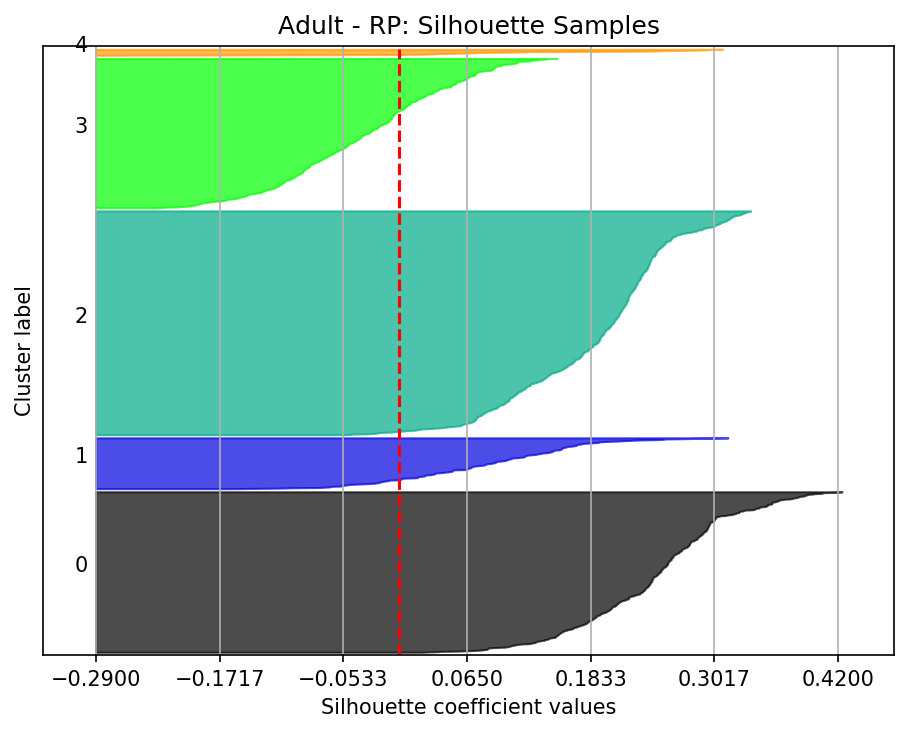 Adult - RP: Silhouette Samples
4
3
2
1
0
Cluster label
−0.2900 −0.1717 −0.0533 0.0650 0.1833 0.3017 0.4200
Silhouette coefficient values